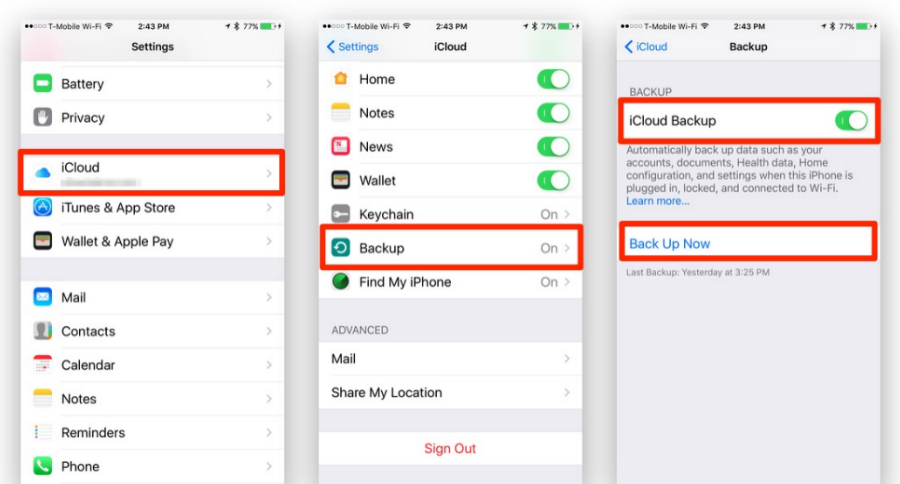 T-Mobile Wi-Fi 2:43 PM 77%
Settings
Battery
Privacy
iCloud
iTunes & App Store
Wallet & Apple Pay
Mail
Contacts
Calendar
Notes
Reminders
Phone
T-Mobile Wi-Fi 2:43 PM 77%
Settings iCloud
Home
Notes
News
Wallet
Keychain On
Backup On
Find My iPhone On
ADVANCED
Mail
Share My Location
Sign Out
T-Mobile Wi-Fi 2:43 PM 77%
iCloud Backup
BACKUP
iCloud Backup
Automatically back up data such as your
accounts, documents, Health data, Home
configuration, and settings when this iPhone is
plugged in, locked, and connected to Wi-Fi.
Learn more...
Back Up Now
Last Backup: Yesterday at 3:25 PM